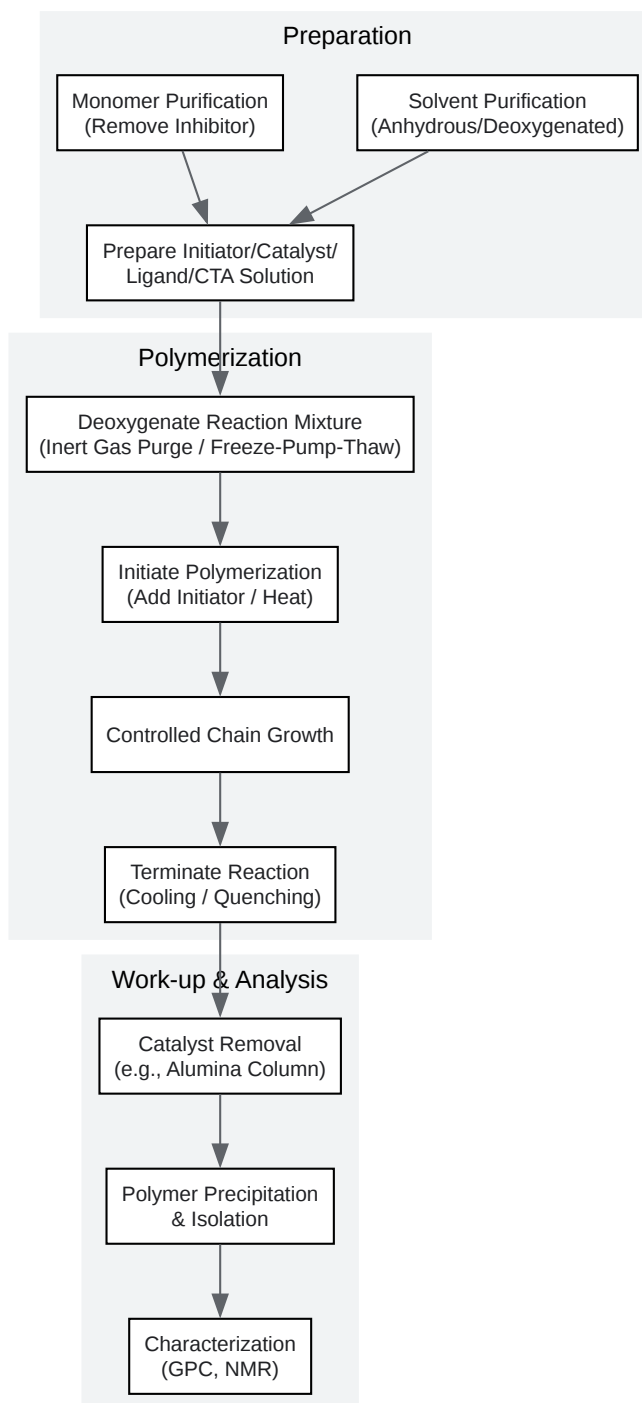 Preparation
Monomer Purification
(Remove Inhibitor)
Solvent Purification
(Anhydrous/Deoxygenated)
Prepare Initiator/Catalyst/
Ligand/CTA Solution
Polymerization
Deoxygenate Reaction Mixture
(Inert Gas Purge / Freeze-Pump-Thaw)
Initiate Polymerization
(Add Initiator / Heat)
Controlled Chain Growth
Terminate Reaction
(Cooling / Quenching)
Work-up & Analysis
Catalyst Removal
(e.g., Alumina Column)
Polymer Precipitation
& Isolation
Characterization
(GPC, NMR)